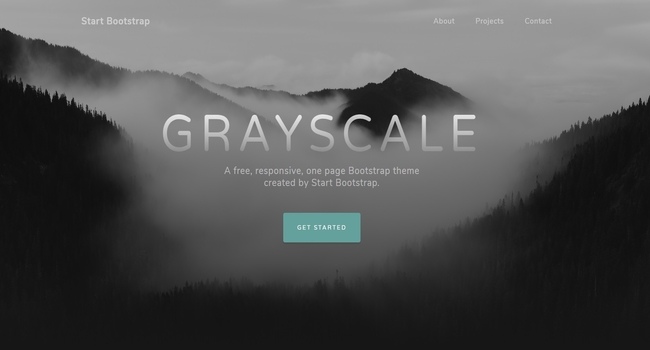 Start Bootstrap
About
Projects
Contact
GRAYSCALE
A free, responsive, one page Bootstrap theme
created by Start Bootstrap.
GET STARTED